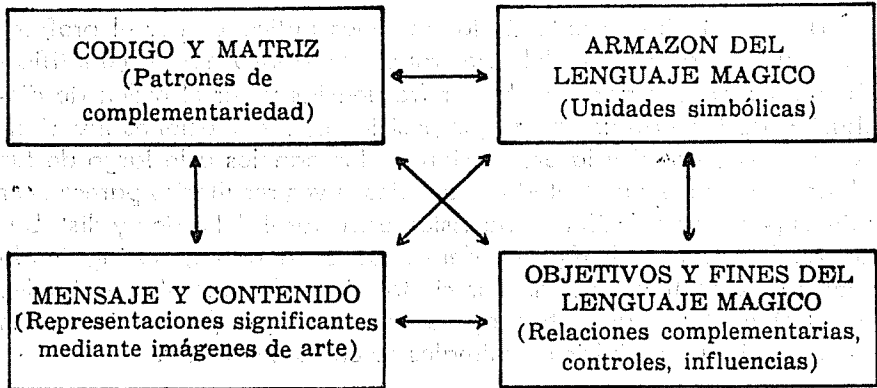 CODIGO Y MATRIZ
(Patrones de
complementariedad)
ARMAZON DEL
LENGUAJE MAGICO
(Unidades simbólicas)
MENSAJE Y CONTENIDO
(Representaciones significantes
mediante imágenes de arte)
OBJETIVOS Y FINES DEL
LENGUAJE MAGICO
(Relaciones complementarias,
controles, influencias)